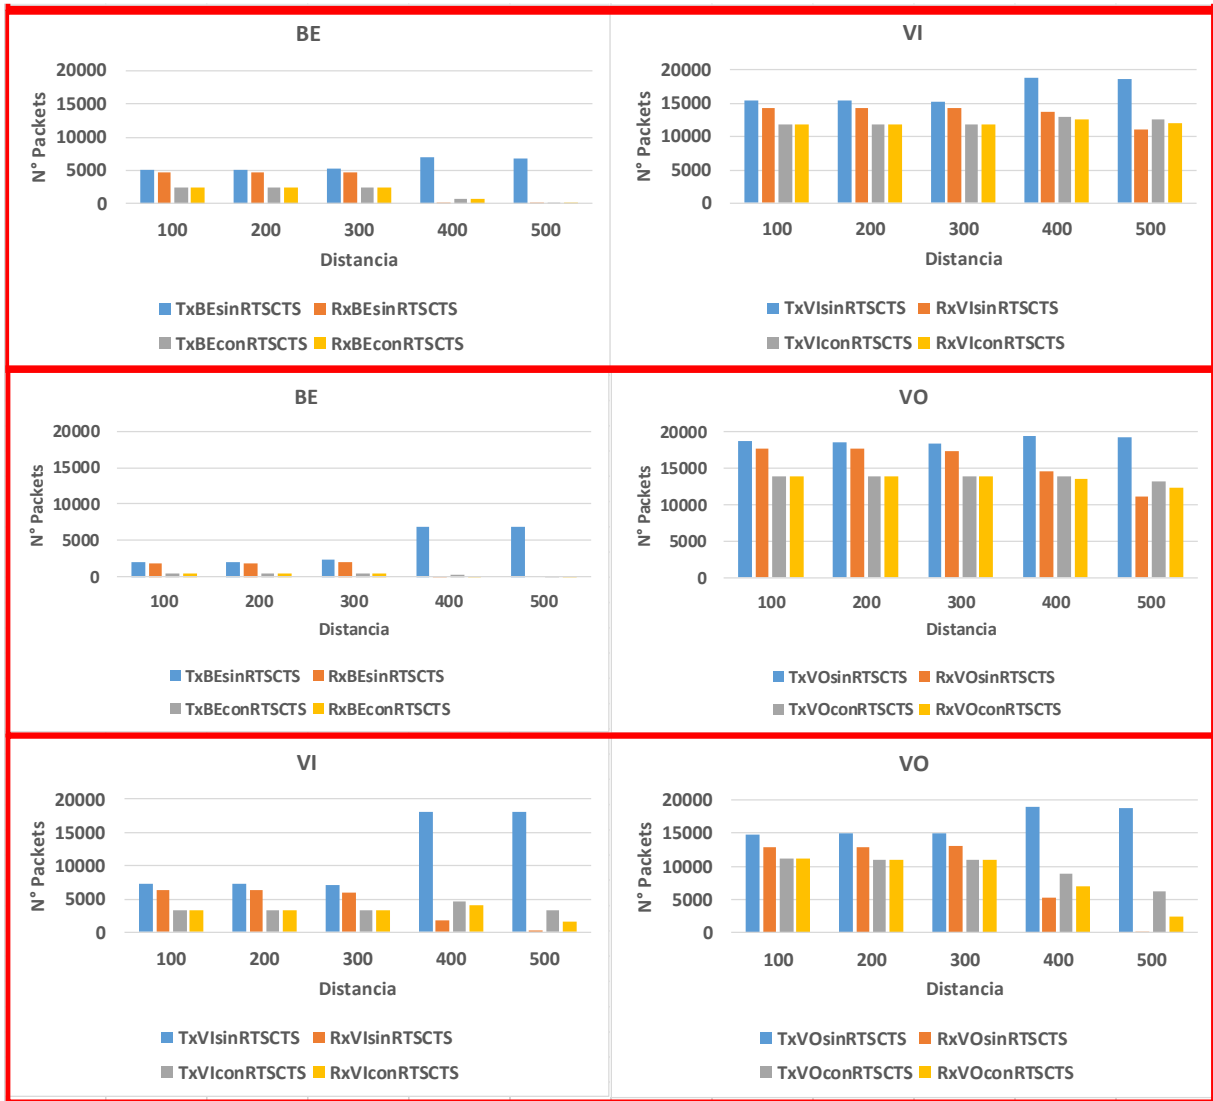 BE
20000
15000
10000
5000
0
N° Packets
100 200 300 400 500
Distancia
TxBEsinRTSCTS RxBEsinRTSCTS
TxBEconRTSCTS RxBEconRTSCTS
VI
20000
15000
10000
5000
0
N° Packets
100 200 300 400 500
Distancia
TxVIsinRTSCTS RxVIsinRTSCTS
TxVIconRTSCTS RxVIconRTSCTS
BE
20000
15000
10000
5000
0
N° Packets
100 200 300 400 500
Distancia
TxBEsinRTSCTS RxBEsinRTSCTS
TxBEconRTSCTS RxBEconRTSCTS
VO
20000
15000
10000
5000
0
N° Packets
100 200 300 400 500
Distancia
TxVOsinRTSCTS RxVOsinRTSCTS
TxVOconRTSCTS RxVOconRTSCTS
VI
20000
15000
10000
5000
0
N° Packets
100 200 300 400 500
Distancia
TxVIsinRTSCTS RxVIsinRTSCTS
TxVIconRTSCTS RxVIconRTSCTS
VO
20000
15000
10000
5000
0
N° Packets
100 200 300 400 500
Distancia
TxVOsinRTSCTS RxVOsinRTSCTS
TxVOconRTSCTS RxVOconRTSCTS